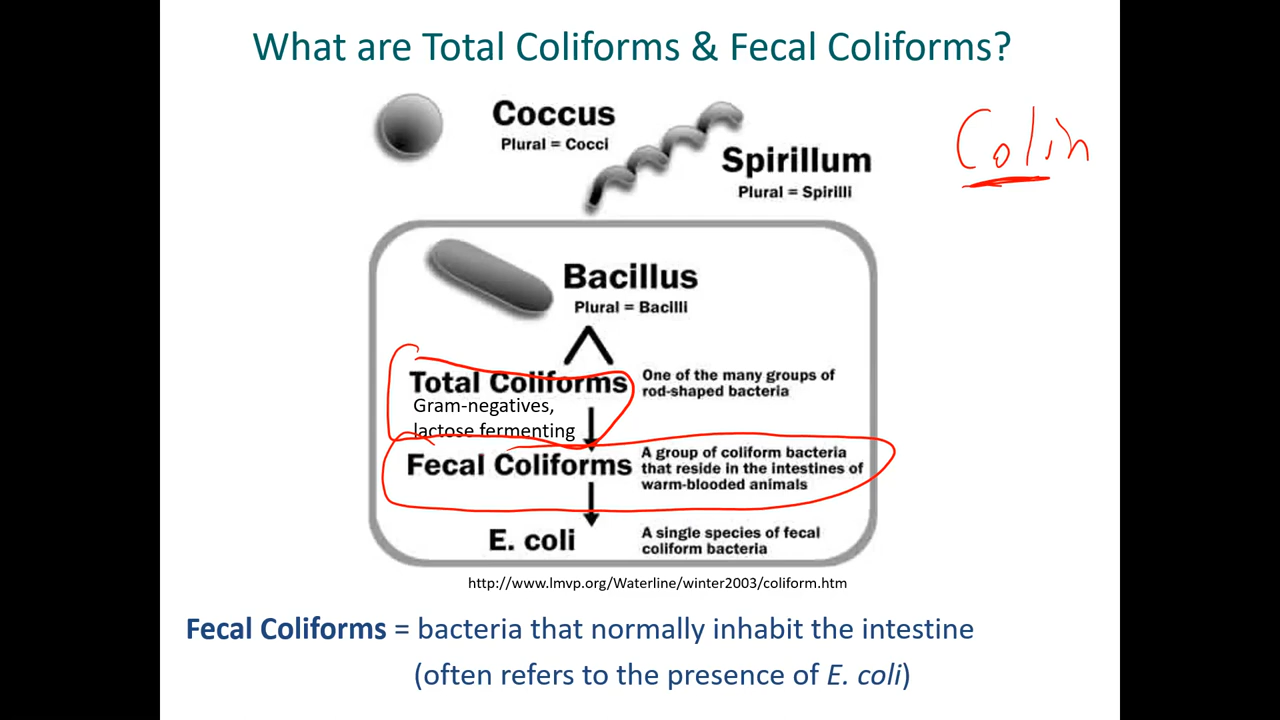 What are Total Coliforms & Fecal Coliforms?
Coccus
Plural = Cocci
Colin
Spirillum
Plural = Spirilli
Bacillus
Plural = Bacilli
Total Coliforms
Gram-negatives,
lactose fermenting
One of the many groups of
rod-shaped bacteria
Fecal Coliforms
A group of coliform bacteria
that reside in the intestines of
warm-blooded animals
E. coli
A single species of fecal
coliform bacteria
http://www.lmvp.org/Waterline/winter2003/coliform.htm
Fecal Coliforms = bacteria that normally inhabit the intestine
(often refers to the presence of E. coli)